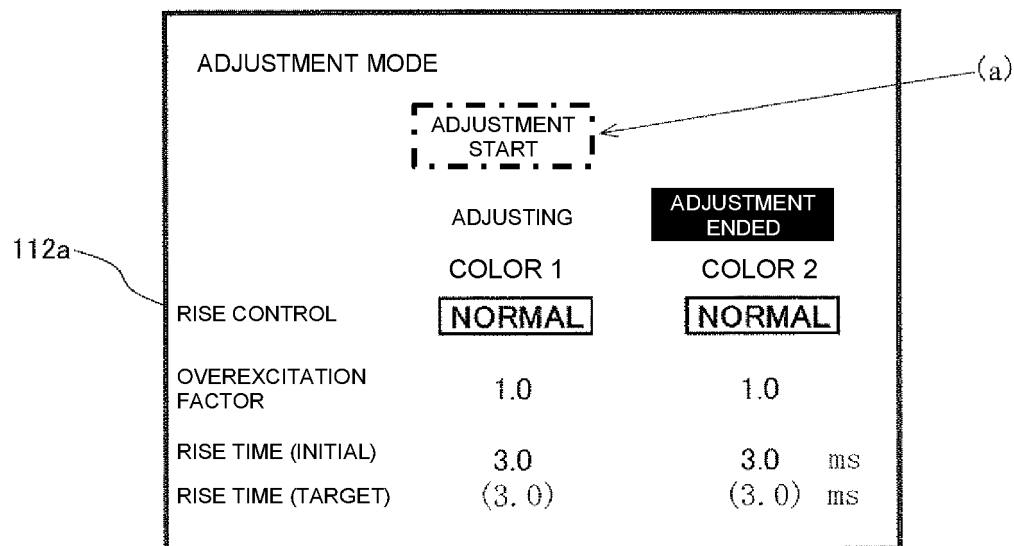 ADJUSTMENT MODE
(a)
ADJUSTMENT
START
ADJUSTING
ADJUSTMENT
ENDED
112a
COLOR 1 COLOR 2
RISE CONTROL NORMAL NORMAL
OVEREXCITATION
FACTOR
1.0 1.0
RISE TIME (INITIAL) 3.0 3.0 ms
RISE TIME (TARGET) (3.0) (3.0) ms